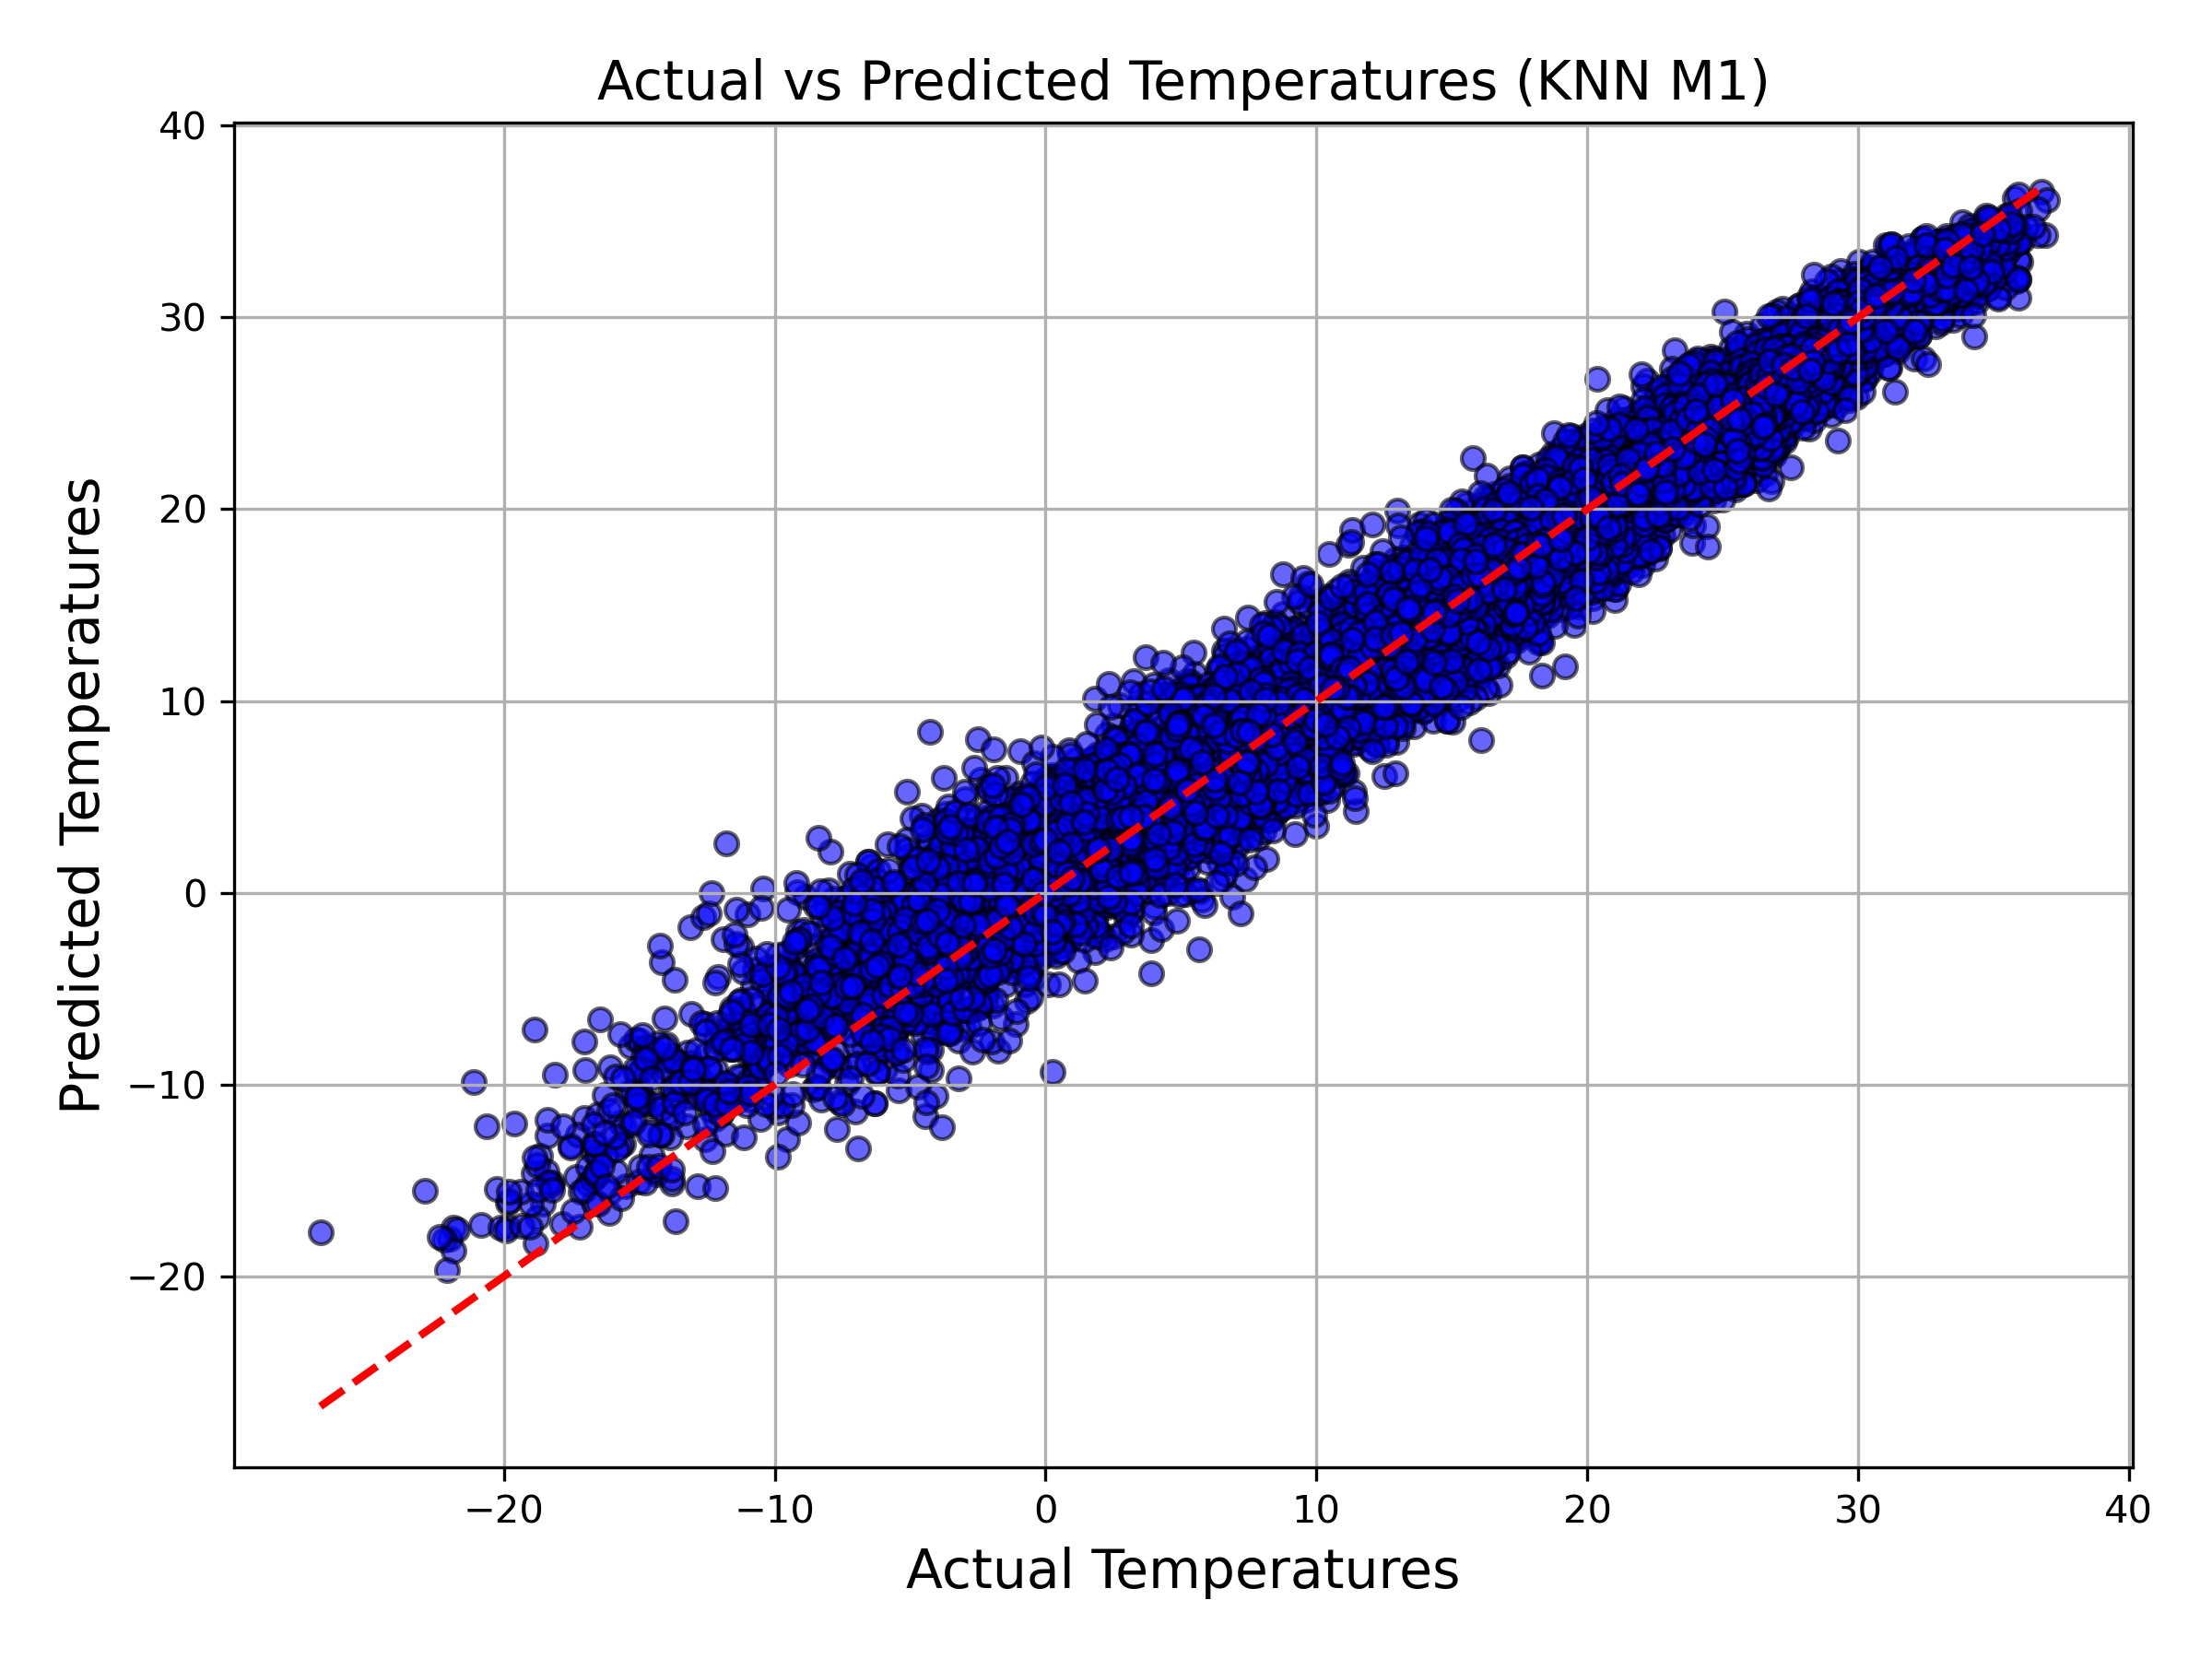 Actual vs Predicted Temperatures (KNN M1)
40
30
20
10
0
−10
−20
Predicted Temperatures
−20 −10 0 10 20 30 40
Actual Temperatures